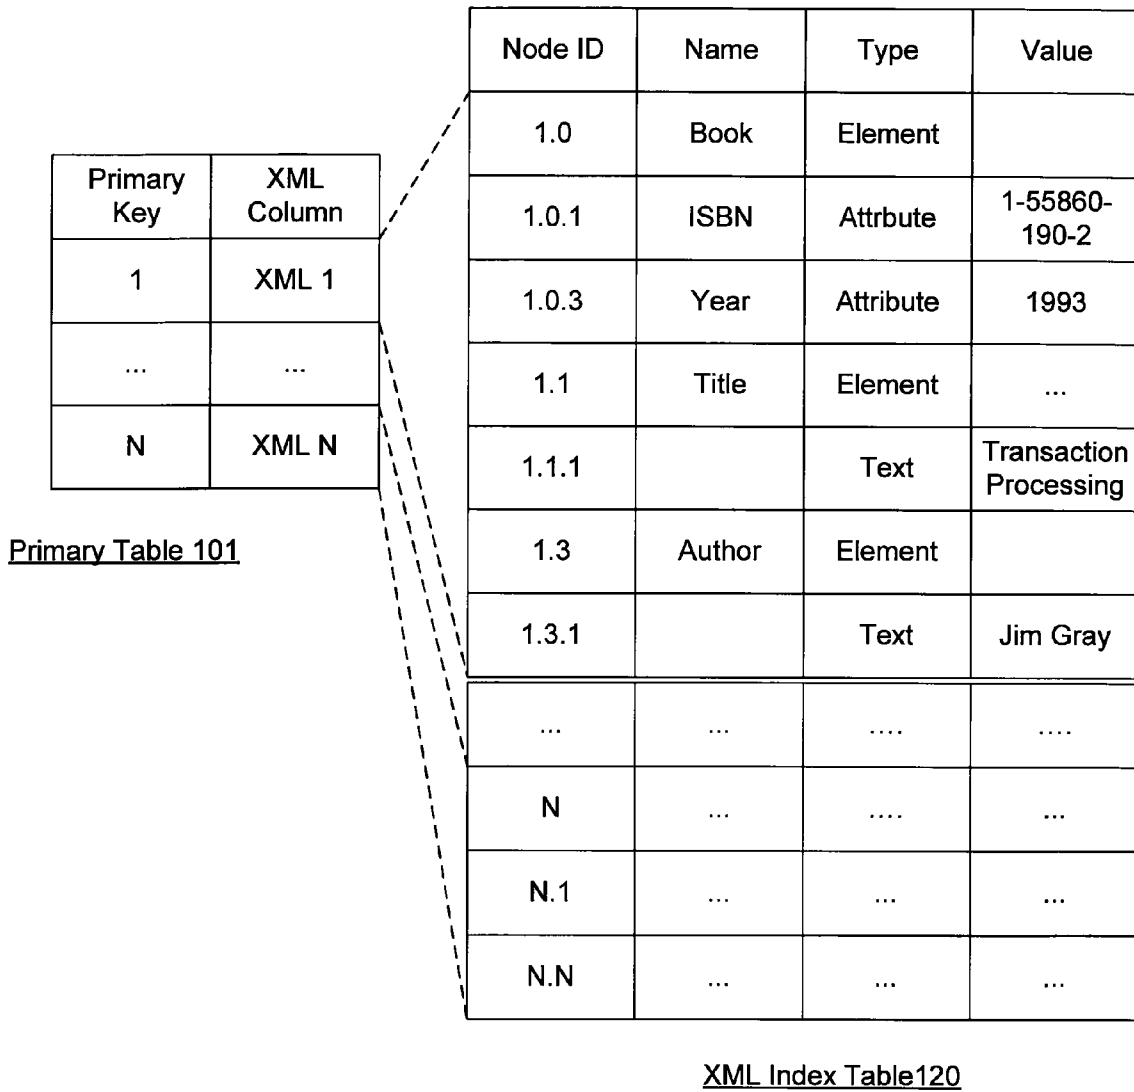 Primary Key XML Column
1 XML 1
... ...
N XML N
Primary Table 101
Node ID Name Type Value
1.0 Book Element
1.0.1 ISBN Attrbute 1-55860-190-2
1.0.3 Year Attribute 1993
1.1 Title Element ...
1.1.1 Text Transaction Processing
1.3 Author Element
1.3.1 Text Jim Gray
... ... .... ....
N ... .... ...
N.1 ... ... ...
N.N ... ... ...
XML Index Table120